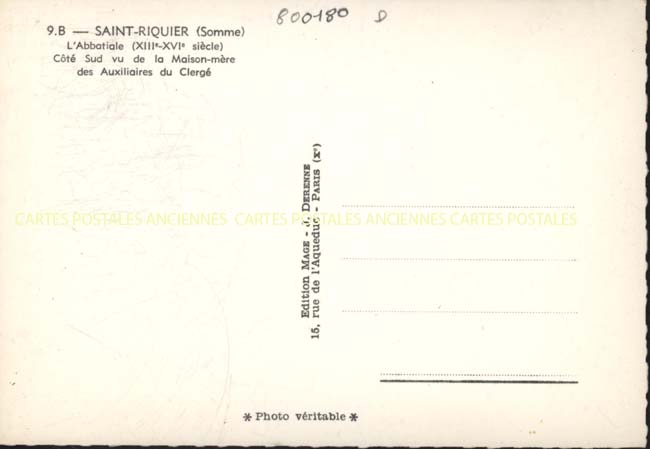 800180 D
9.B — SAINT-RIQUIER (Somme)
L'Abbatiale (XIIIe-XVIe siècle)
Côté Sud vu de la Maison-mère
des Auxiliaires du Clergé
Edition MAGE - J. DERENNE
15, rue de l'Aqueduc - PARIS (Xe)
CARTES POSTALES ANCIENNES CARTES POSTALES ANCIENNES CARTES POSTALES
* Photo véritable *